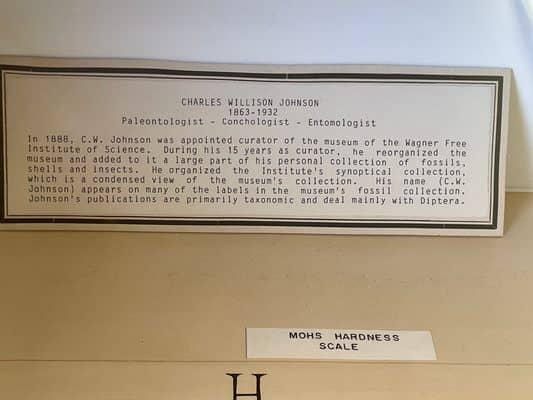 CHARLES WILLISON JOHNSON
1863-1932
Paleontologist - Conchologist - Entomologist
In 1888, C.W. Johnson was appointed curator of the museum of the Wagner Free
Institute of Science. During his 15 years as curator, he reorganized the
museum and added to it a large part of his personal collection of fossils,
shells and insects. He organized the Institute's synoptical collection,
which is a condensed view of the museum's collection. His name (C.W.
Johnson) appears on many of the labels in the museum's fossil collection.
Johnson's publications are primarily taxonomic and deal mainly with Diptera.
MOHS HARDNESS
SCALE
H